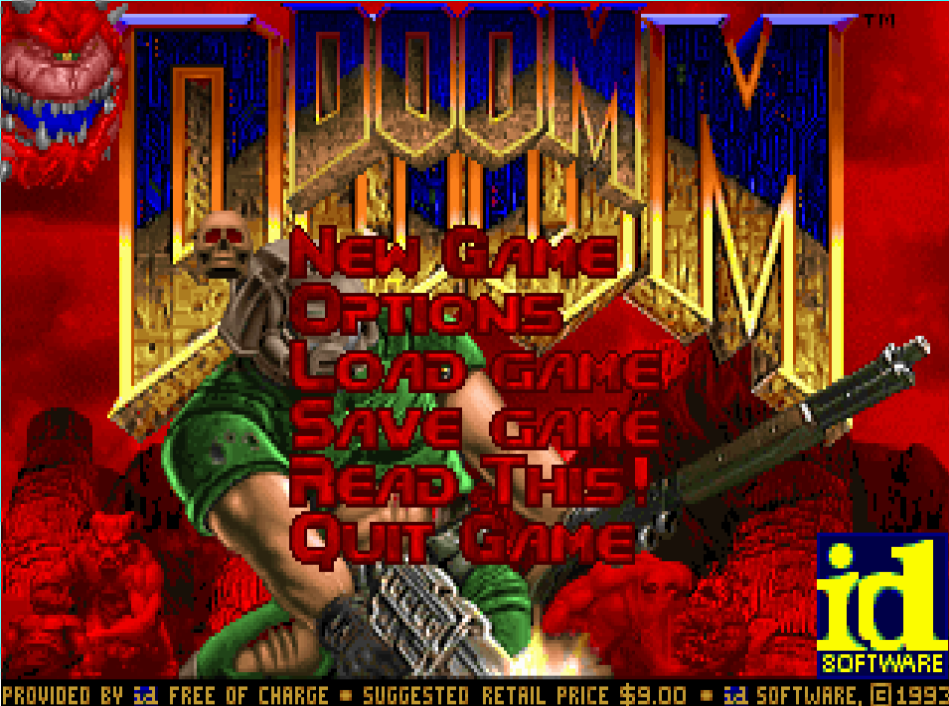 DOOM
DOOM
TM
New Game
Options
Load game
Save game
Read This!
Quit Game
id
SOFTWARE
PROVIDED BY id FREE OF CHARGE • SUGGESTED RETAIL PRICE $9.00 • id SOFTWARE, © 1993